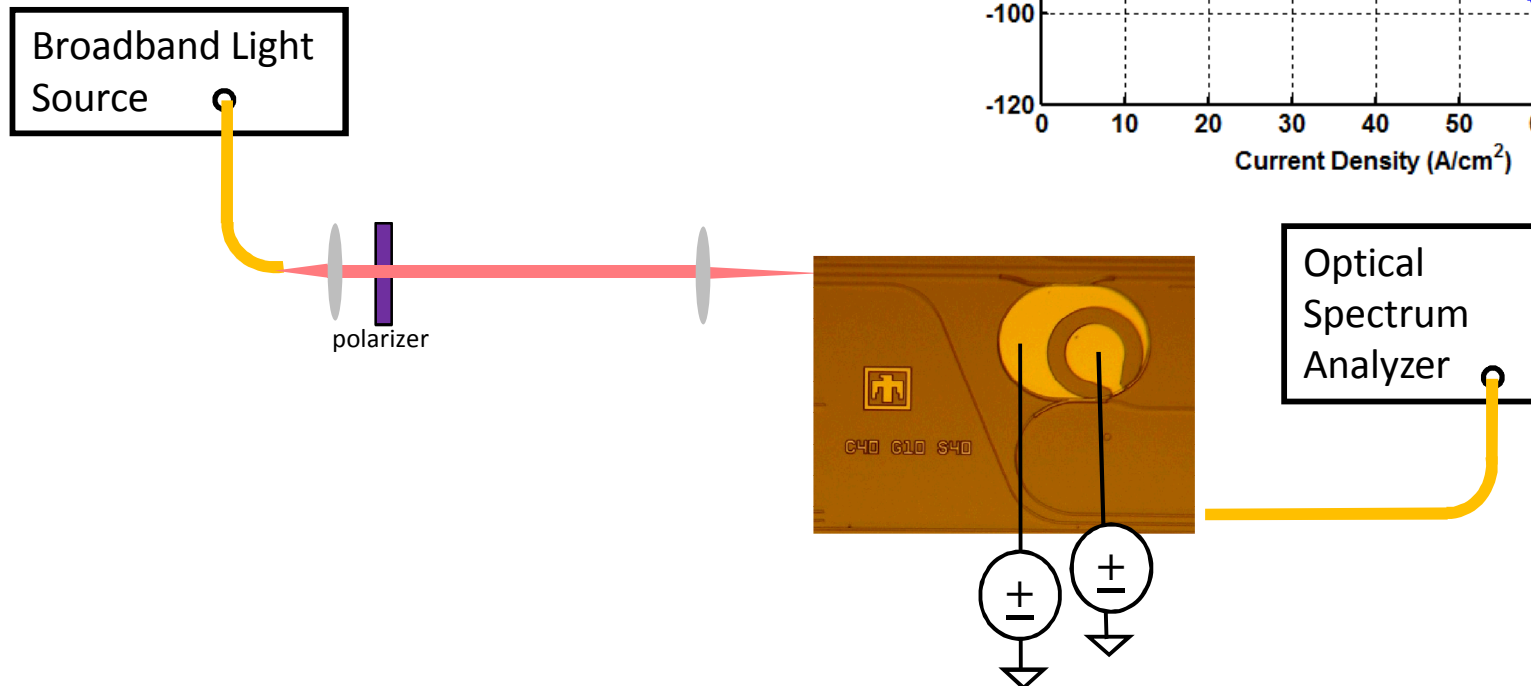 Broadband Light
Source
-100
-120
0 10 20 30 40 50
Current Density (A/cm²)
polarizer
Optical
Spectrum
Analyzer
C40 G10 S40
+
−
+
−